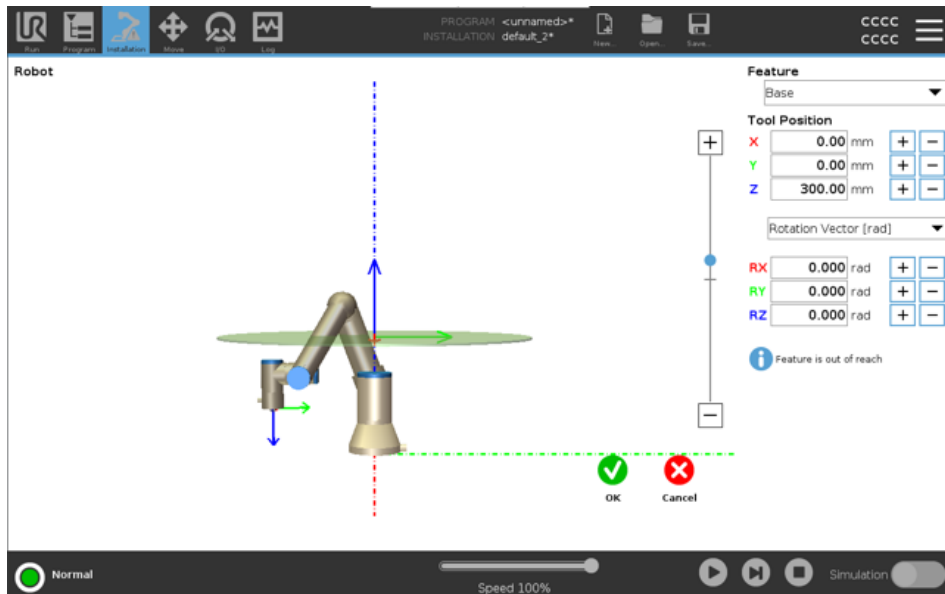 UR
PROGRAM <unnamed>*
INSTALLATION default_2*
CCCC
CCCC
Run
Program
Installation
Move
I/O
Log
New...
Open...
Save...
Robot
Feature
Base
Tool Position
X 0.00 mm + −
Y 0.00 mm + −
Z 300.00 mm + −
Rotation Vector [rad]
RX 0.000 rad + −
RY 0.000 rad + −
RZ 0.000 rad + −
i Feature is out of reach
OK Cancel
Normal
Speed 100%
Simulation